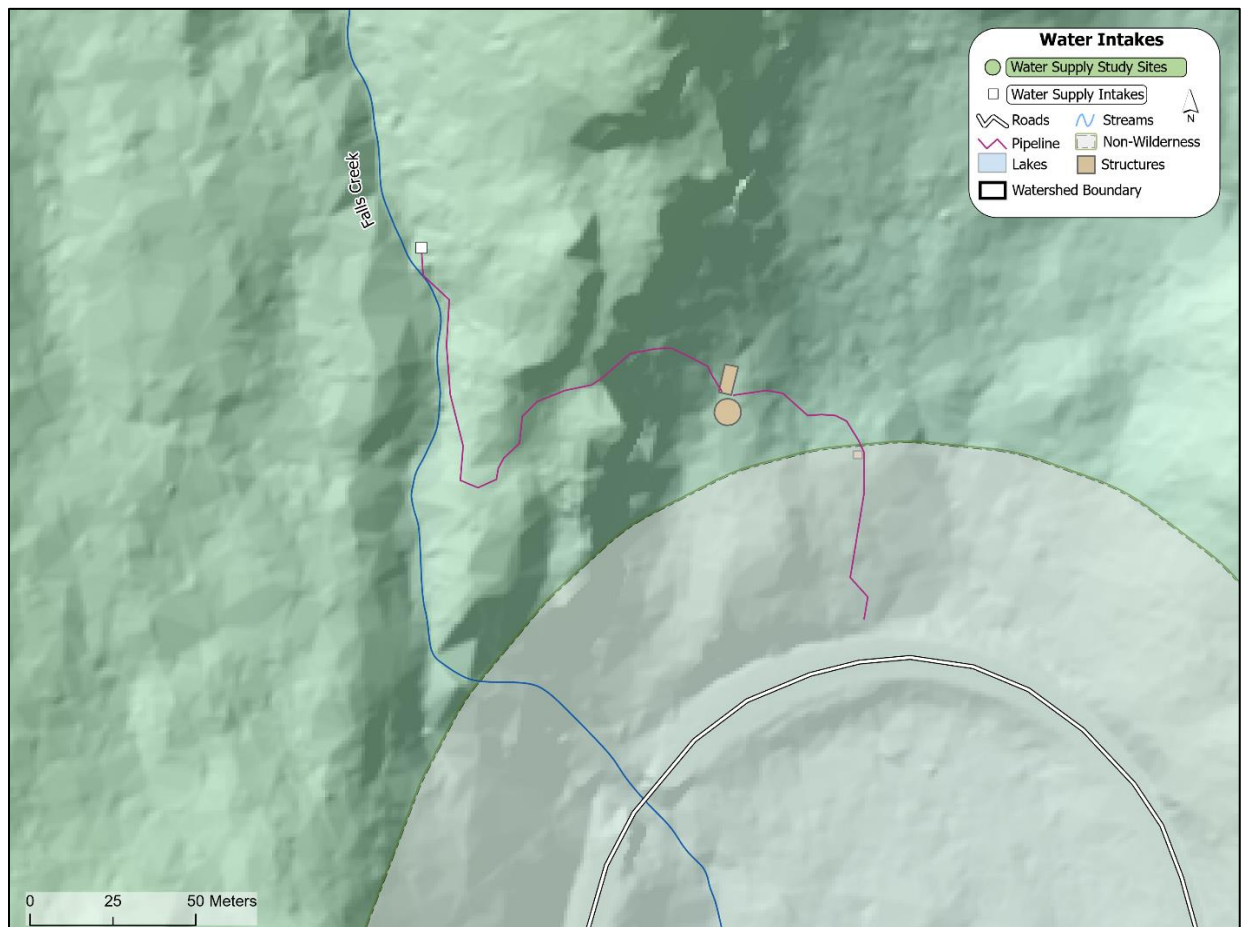 Water Intakes
Water Supply Study Sites
Water Supply Intakes
N
Roads
Streams
Pipeline
Non-Wilderness
Lakes
Structures
Watershed Boundary
Falls Creek
0 25 50 Meters